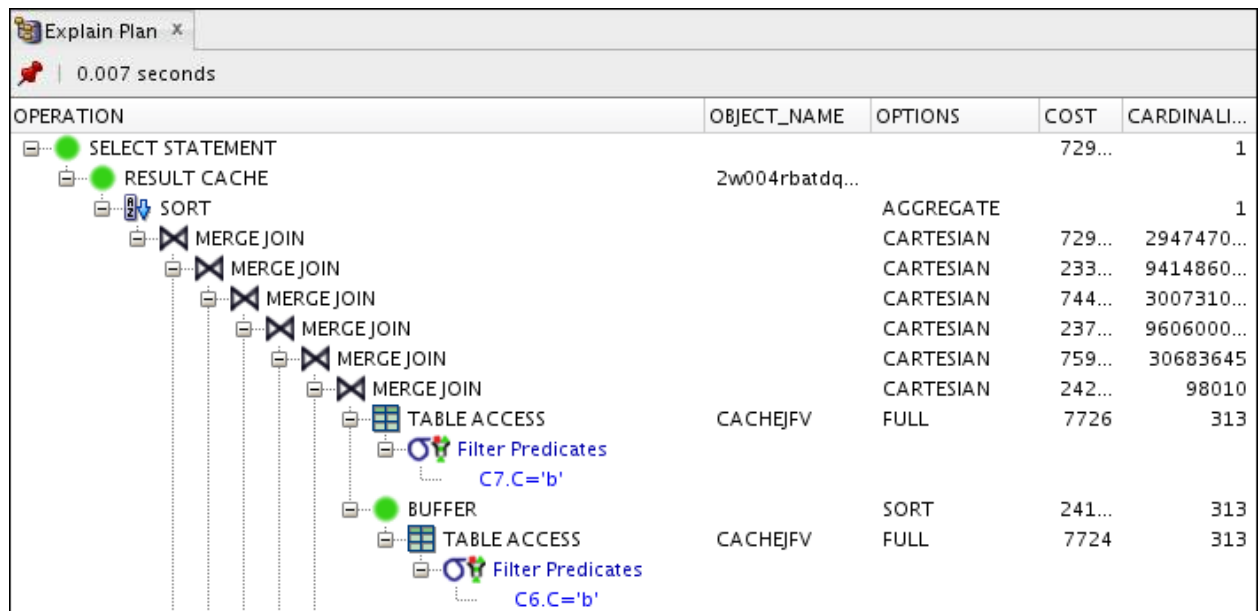 Explain Plan x
0.007 seconds
OPERATION OBJECT_NAME OPTIONS COST CARDINALI...
SELECT STATEMENT 729... 1
RESULT CACHE 2w004rbatdq...
SORT AGGREGATE 1
MERGE JOIN CARTESIAN 729... 2947470...
MERGE JOIN CARTESIAN 233... 9414860...
MERGE JOIN CARTESIAN 744... 3007310...
MERGE JOIN CARTESIAN 237... 9606000...
MERGE JOIN CARTESIAN 759... 30683645
MERGE JOIN CARTESIAN 242... 98010
TABLE ACCESS CACHEJFV FULL 7726 313
Filter Predicates
C7.C='b'
BUFFER SORT 241... 313
TABLE ACCESS CACHEJFV FULL 7724 313
Filter Predicates
C6.C='b'